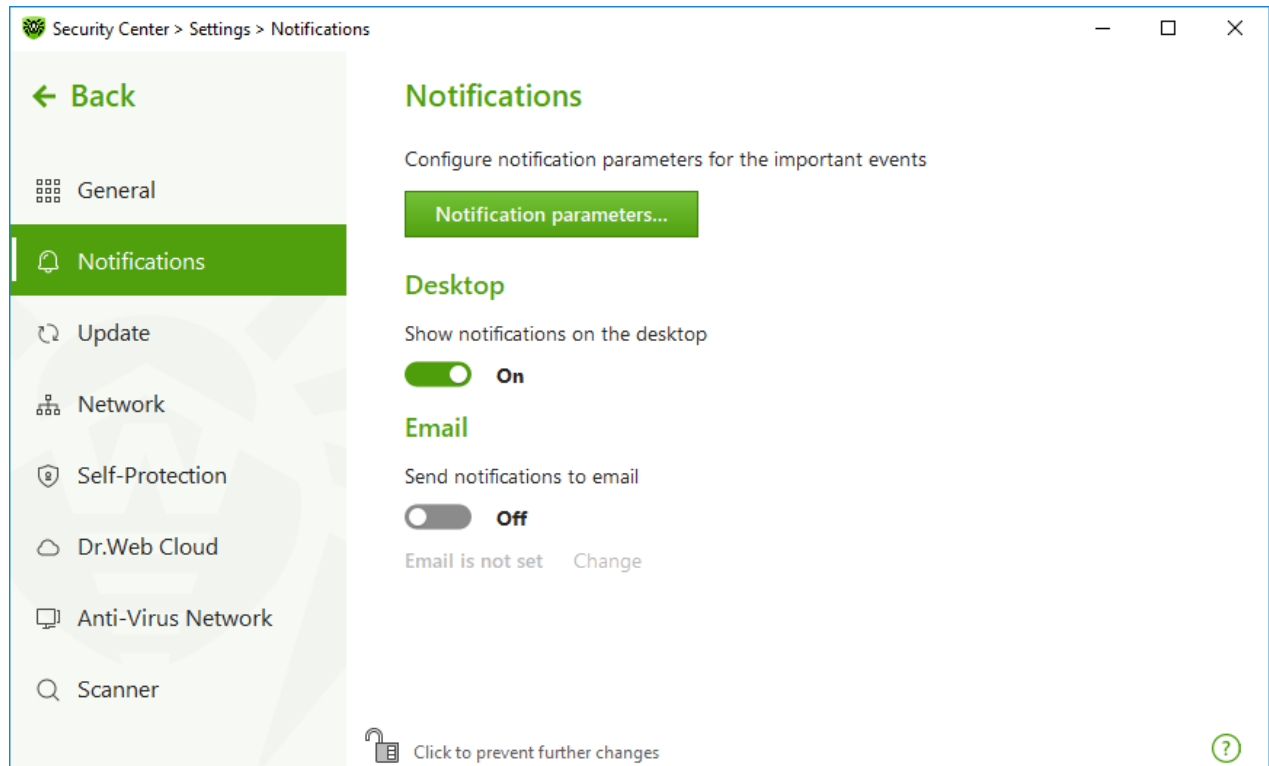 Security Center > Settings > Notifications
Back
General
Notifications
Update
Network
Self-Protection
Dr.Web Cloud
Anti-Virus Network
Scanner
Notifications
Configure notification parameters for the important events
Notification parameters...
Desktop
Show notifications on the desktop
On
Email
Send notifications to email
Off
Email is not set Change
Click to prevent further changes
?